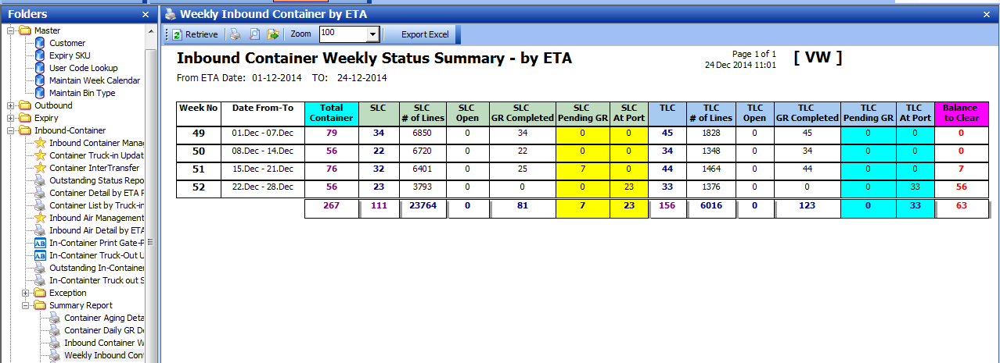 Folders
Master
Customer
Expiry SKU
User Code Lookup
Maintain Week Calendar
Maintain Bin Type
Outbound
Expiry
Inbound-Container
Inbound Container Mana
Container Truck-in Updat
Container InterTransfer
Outstanding Status Repo
Container Detail by ETA
Container List by Truck-in
Inbound Air Management
Inbound Air Detail by ETA
In-Container Print Gate-P
In-Container Truck-Out U
Outstanding In-Container
In-Containter Truck out S
Exception
Summary Report
Container Aging Deta
Container Daily GR D
Inbound Container W
Weekly Inbound Con
Weekly Inbound Container by ETA
Retrieve Zoom 100 Export Excel
Inbound Container Weekly Status Summary - by ETA
Page 1 of 1
24 Dec 2014 11:01
[ VW ]
From ETA Date: 01-12-2014 TO: 24-12-2014
Week No Date From-To Total Container SLC SLC # of Lines SLC Open SLC GR Completed SLC Pending GR SLC At Port TLC TLC # of Lines TLC Open TLC GR Completed TLC Pending GR TLC At Port Balance to Clear
49 01.Dec - 07.Dec 79 34 6850 0 34 0 0 45 1828 0 45 0 0 0
50 08.Dec - 14.Dec 56 22 6720 0 22 0 0 34 1348 0 34 0 0 0
51 15.Dec - 21.Dec 76 32 6401 0 25 7 0 44 1464 0 44 0 0 7
52 22.Dec - 28.Dec 56 23 3793 0 0 0 23 33 1376 0 0 0 33 56
267 111 23764 0 81 7 23 156 6016 0 123 0 33 63